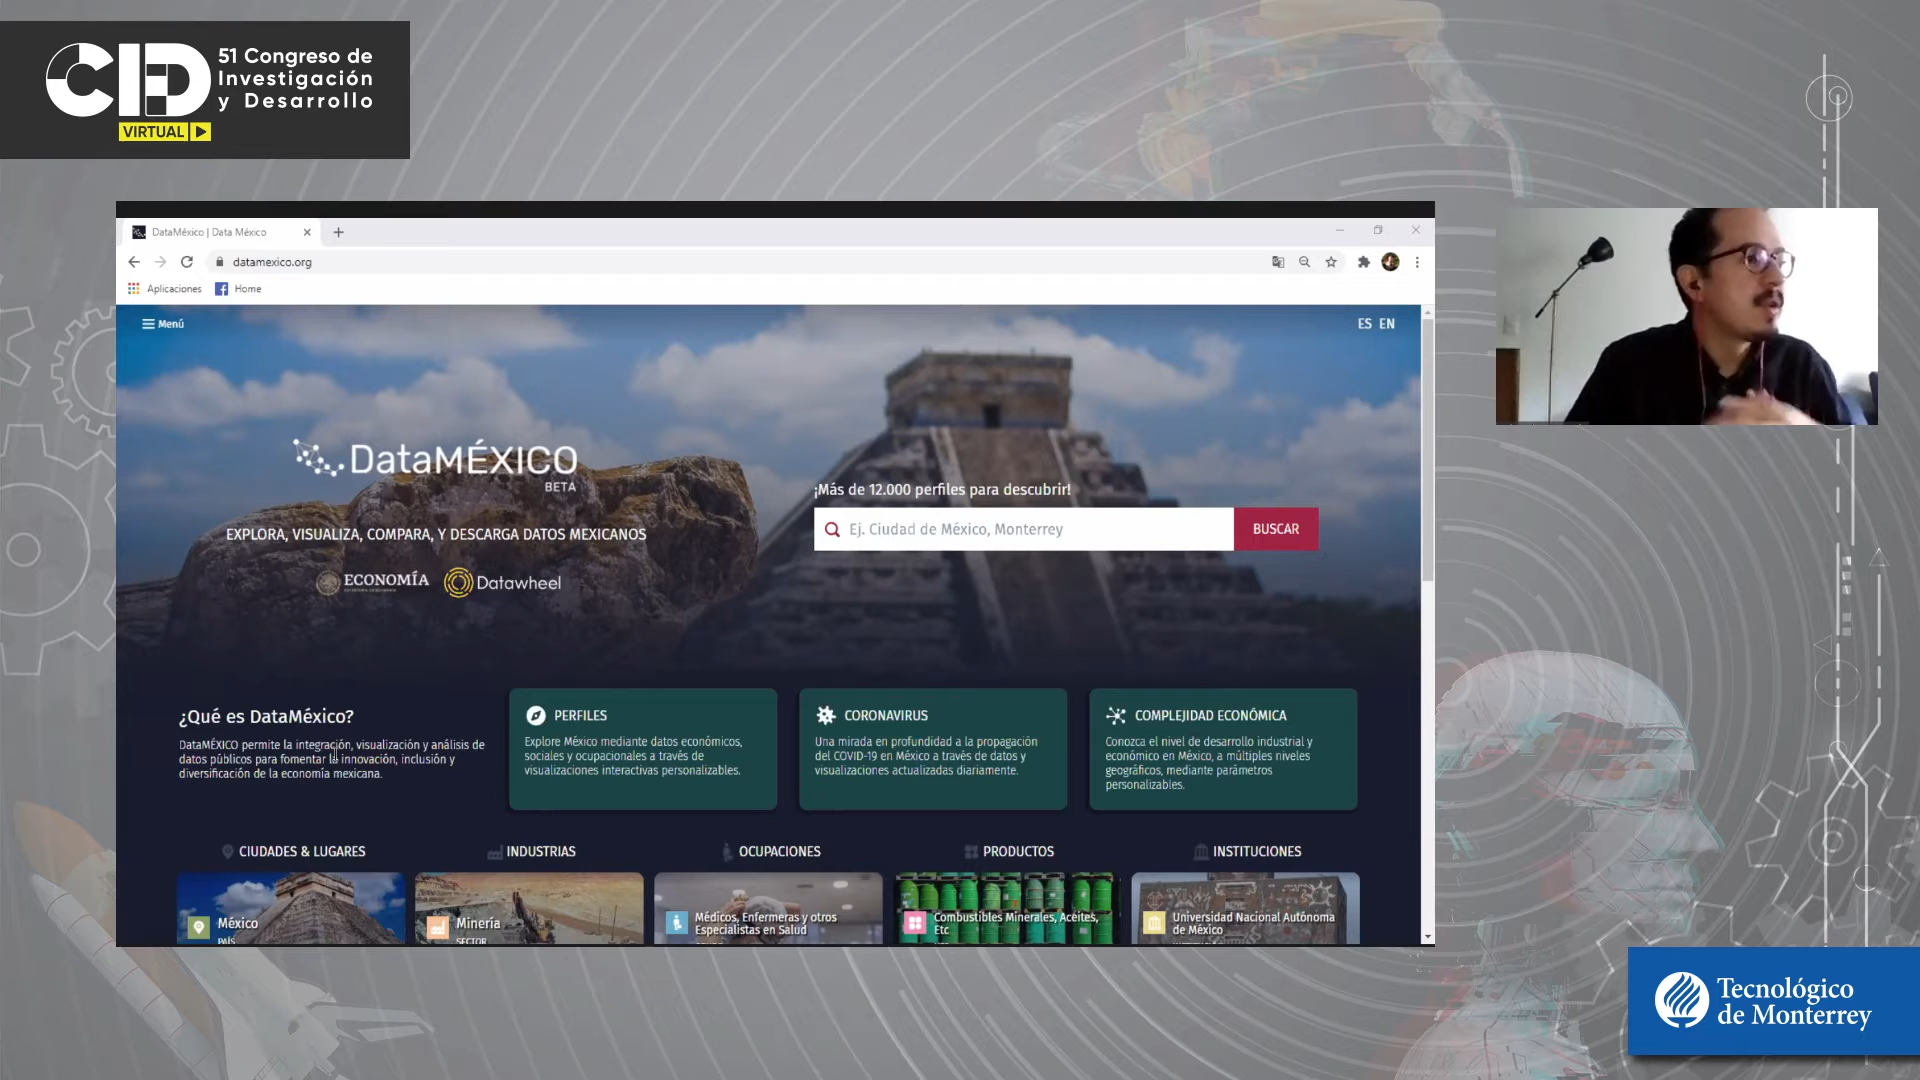 CID
51 Congreso de
Investigación
y Desarrollo
VIRTUAL
DataMéxico | Data México
datamexico.org
Aplicaciones
Home
Menú
ES EN
DataMÉXICO
BETA
EXPLORA, VISUALIZA, COMPARA, Y DESCARGA DATOS MEXICANOS
ECONOMÍA
Datawheel
¡Más de 12.000 perfiles para descubrir!
Ej. Ciudad de México, Monterrey
BUSCAR
¿Qué es DataMéxico?
DataMÉXICO permite la integración, visualización y análisis de
datos públicos para fomentar la innovación, inclusión y
diversificación de la economía mexicana.
PERFILES
Explore México mediante datos económicos,
sociales y ocupacionales a través de
visualizaciones interactivas personalizables.
CORONAVIRUS
Una mirada en profundidad a la propagación
del COVID-19 en México a través de datos y
visualizaciones actualizadas diariamente.
COMPLEJIDAD ECONÓMICA
Conozca el nivel de desarrollo industrial y
económico en México, a múltiples niveles
geográficos, mediante parámetros
personalizables.
CIUDADES & LUGARES
INDUSTRIAS
OCUPACIONES
PRODUCTOS
INSTITUCIONES
México
PAÍS
Minería
SECTOR
Médicos, Enfermeras y otros
Especialistas en Salud
Combustibles Minerales, Aceites,
Etc
Universidad Nacional Autónoma
de México
Tecnológico
de Monterrey